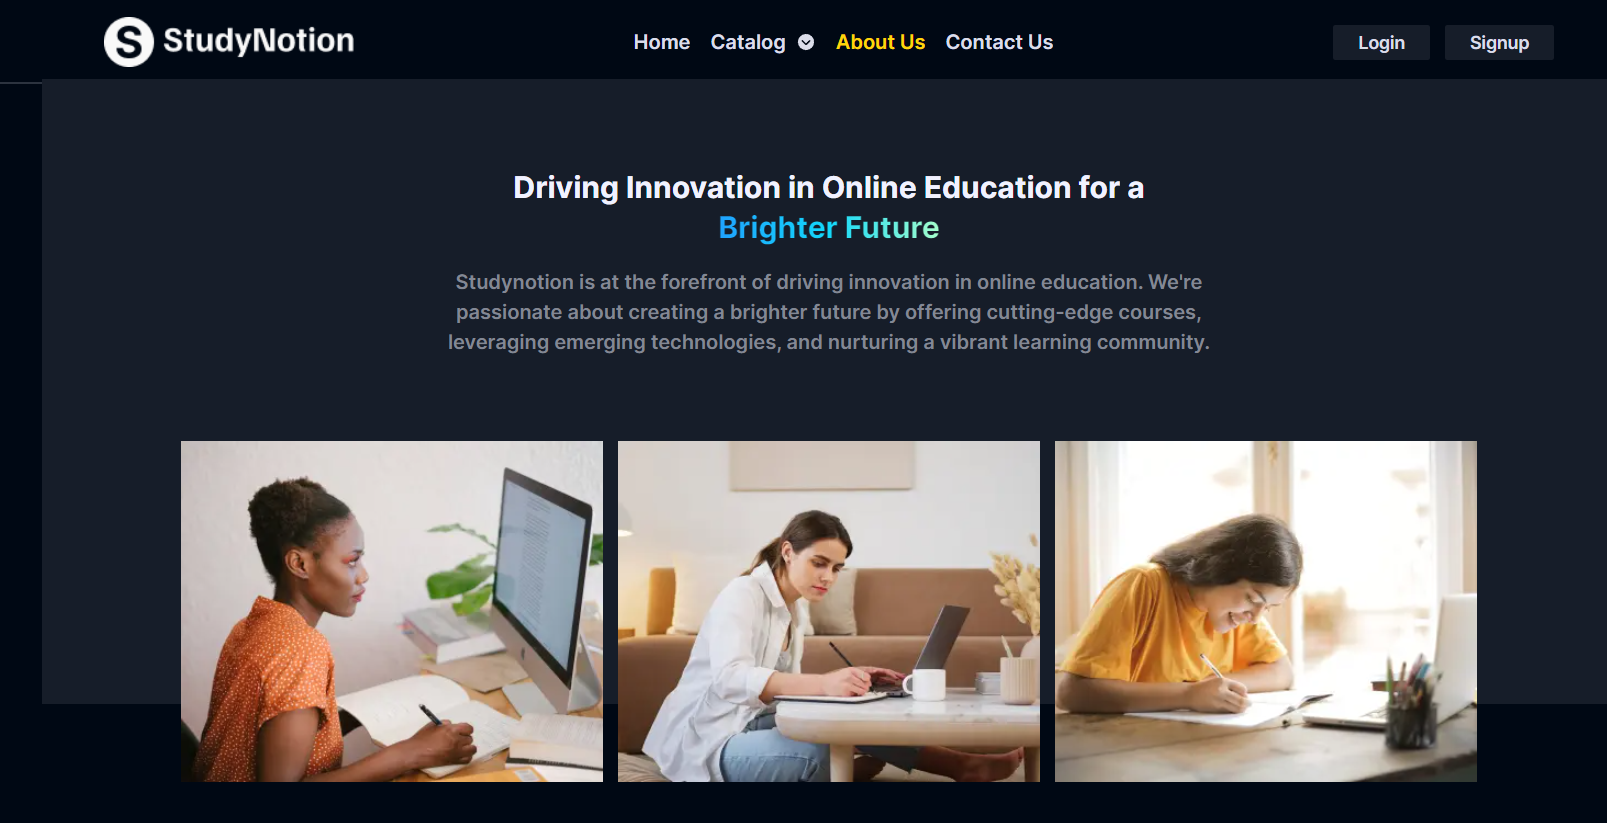 S StudyNotion
Home Catalog About Us Contact Us
Login Signup
Driving Innovation in Online Education for a
Brighter Future
Studynotion is at the forefront of driving innovation in online education. We're
passionate about creating a brighter future by offering cutting-edge courses,
leveraging emerging technologies, and nurturing a vibrant learning community.